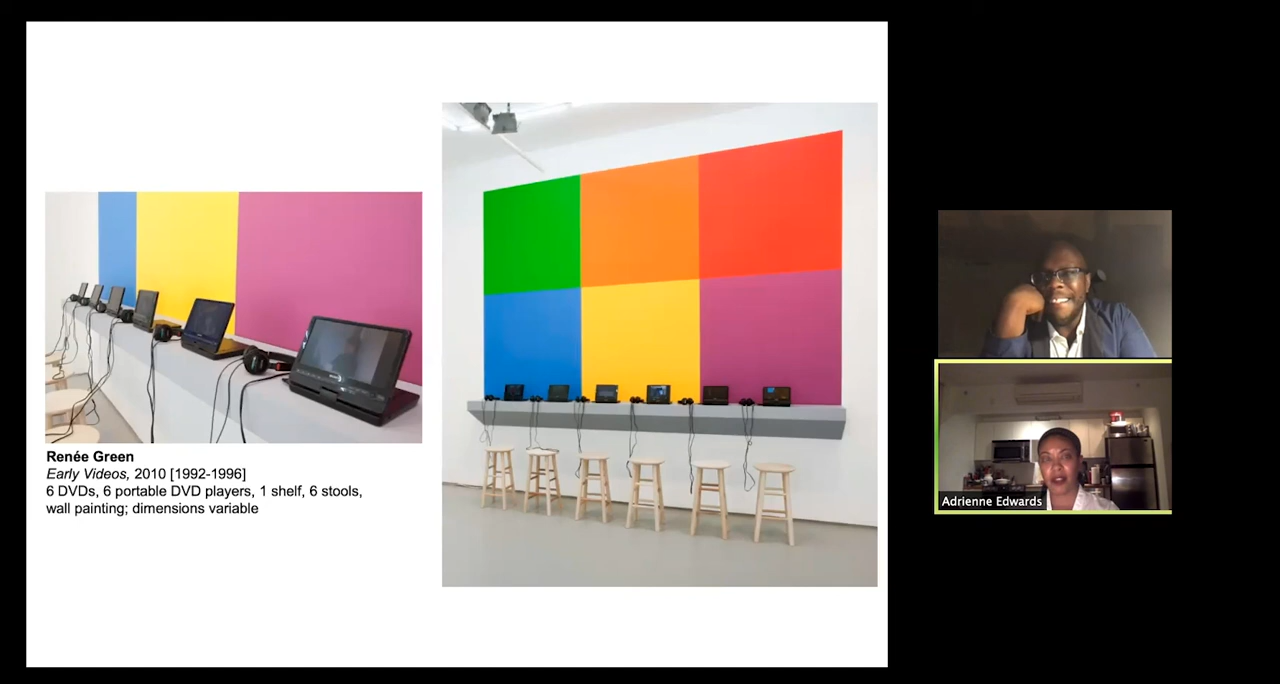 Renée Green
Early Videos, 2010 [1992-1996]
6 DVDs, 6 portable DVD players, 1 shelf, 6 stools,
wall painting; dimensions variable
Adrienne Edwards